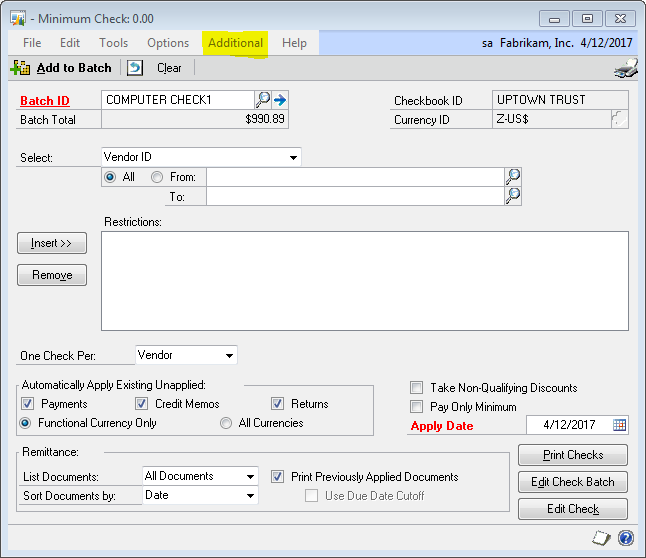 - Minimum Check: 0.00
File Edit Tools Options Additional Help sa Fabrikam, Inc. 4/12/2017
Add to Batch Clear
Batch ID COMPUTER CHECK1 Checkbook ID UPTOWN TRUST
Batch Total $990.89 Currency ID Z-US$
Select: Vendor ID
All From:
To:
Restrictions:
Insert >>
Remove
One Check Per: Vendor
Automatically Apply Existing Unapplied: Take Non-Qualifying Discounts
Payments Credit Memos Returns Pay Only Minimum
Functional Currency Only All Currencies Apply Date 4/12/2017
Remittance: Print Checks
List Documents: All Documents Print Previously Applied Documents Edit Check Batch
Sort Documents by: Date Use Due Date Cutoff Edit Check